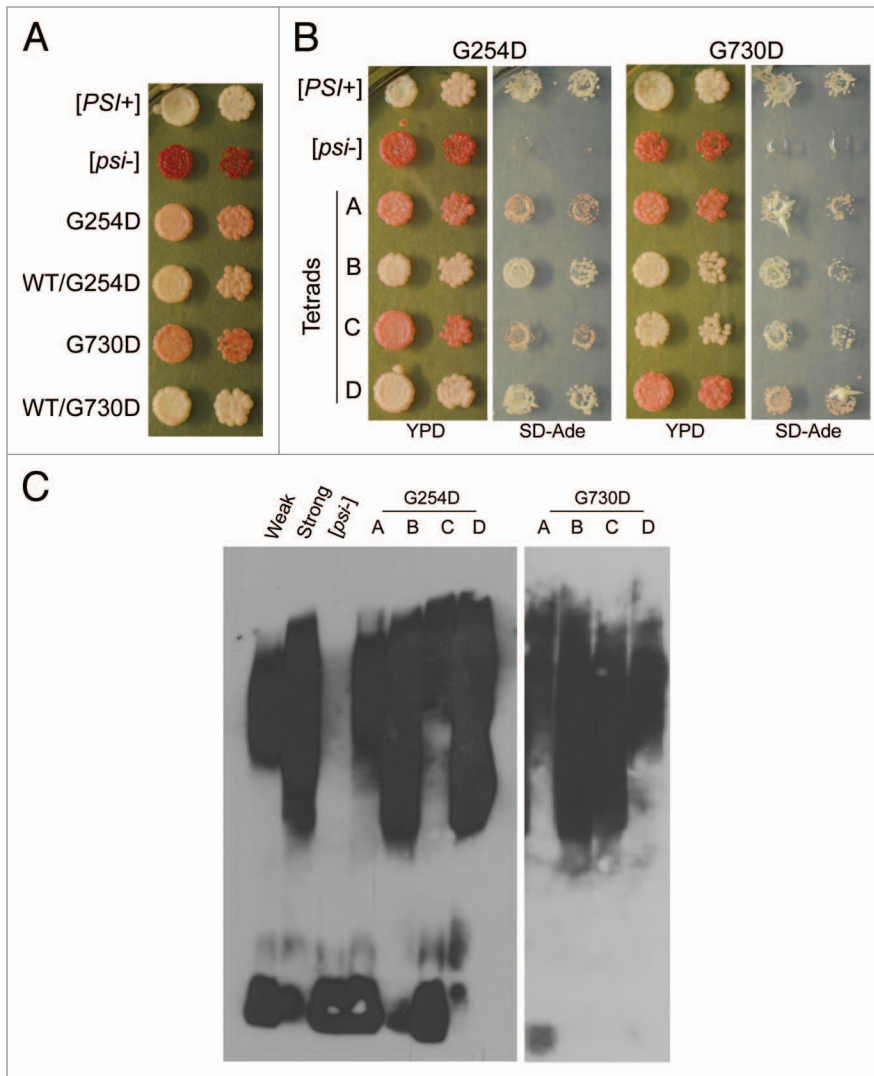 A
[PSI+]
[psi-]
G254D
WT/G254D
G730D
WT/G730D
B
G254D G730D
[PSI+]
[psi-]
Tetrads
A
B
C
D
YPD SD-Ade YPD SD-Ade
C
Weak Strong [psi-] G254D G730D
A B C D A B C D